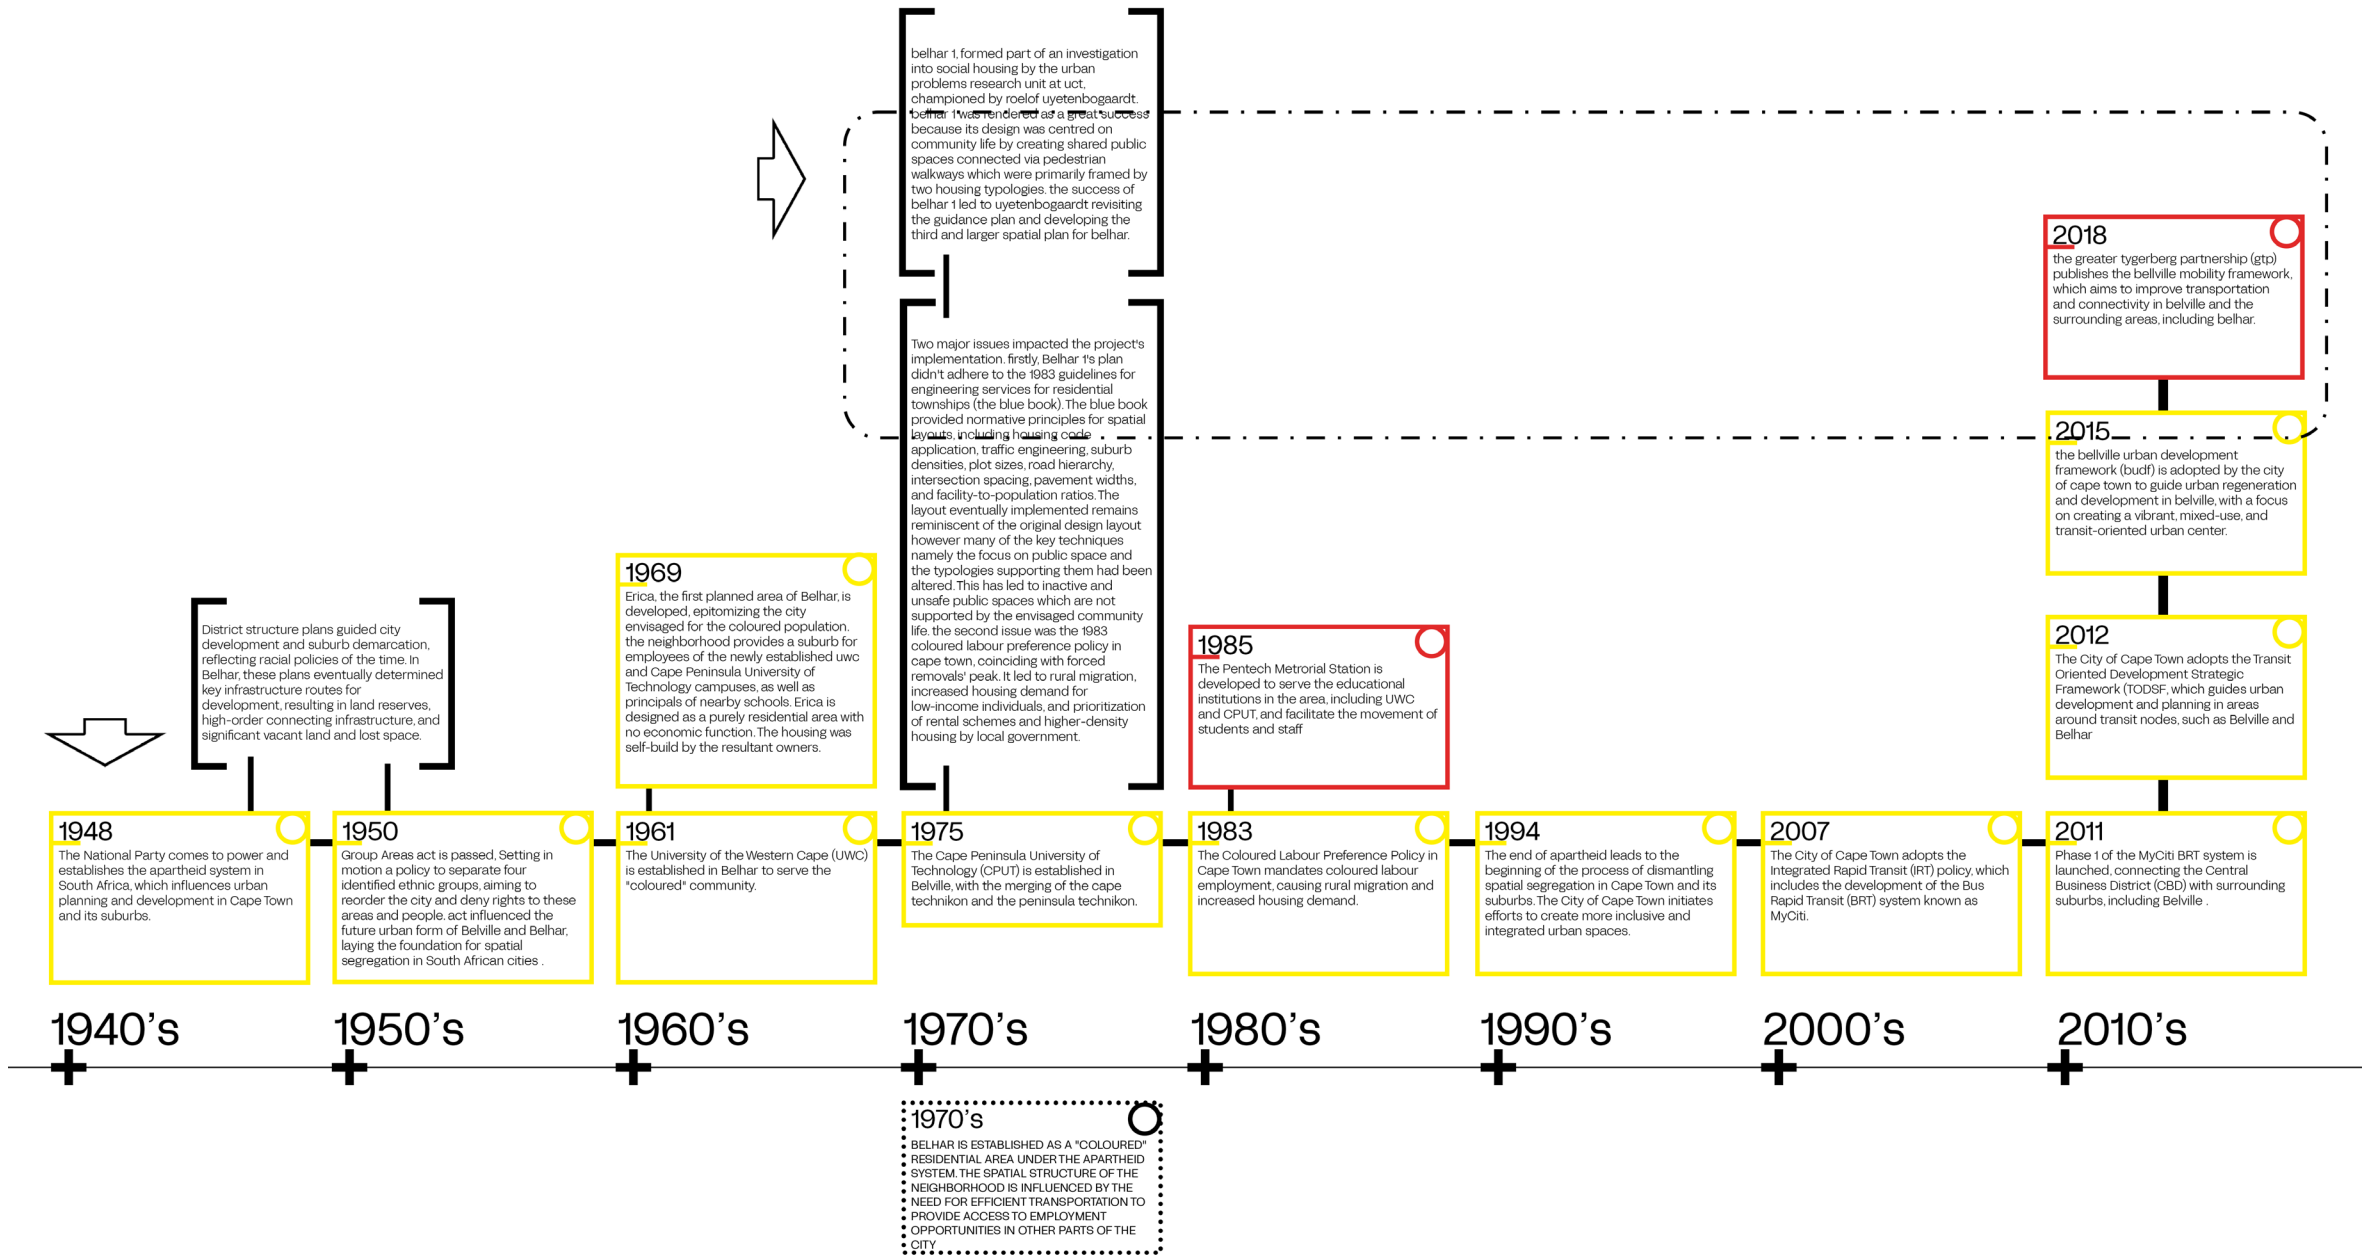 belhar 1, formed part of an investigation
into social housing by the urban
problems research unit at uct,
championed by roelof uyetenbogaardt.
belhar 1 was rendered as a great success
because its design was centred on
community life by creating shared public
spaces connected via pedestrian
walkways which were primarily framed by
two housing typologies. the success of
belhar 1 led to uyetenbogaardt revisiting
the guidance plan and developing the
third and larger spatial plan for belhar.
Two major issues impacted the project's
implementation. firstly, Belhar 1's plan
didn't adhere to the 1983 guidelines for
engineering services for residential
townships (the blue book). The blue book
provided normative principles for spatial
layouts, including housing code
application, traffic engineering, suburb
densities, plot sizes, road hierarchy,
intersection spacing, pavement widths,
and facility-to-population ratios. The
layout eventually implemented remains
reminiscent of the original design layout
however many of the key techniques
namely the focus on public space and
the typologies supporting them had been
altered. This has led to inactive and
unsafe public spaces which are not
supported by the envisaged community
life. the second issue was the 1983
coloured labour preference policy in
cape town, coinciding with forced
removals' peak. It led to rural migration,
increased housing demand for
low-income individuals, and prioritization
of rental schemes and higher-density
housing by local government.
2018
the greater tygerberg partnership (gtp)
publishes the bellville mobility framework,
which aims to improve transportation
and connectivity in belville and the
surrounding areas, including belhar.
2015
the bellville urban development
framework (budf) is adopted by the city
of cape town to guide urban regeneration
and development in belville, with a focus
on creating a vibrant, mixed-use, and
transit-oriented urban center.
2012
The City of Cape Town adopts the Transit
Oriented Development Strategic
Framework (TODSF, which guides urban
development and planning in areas
around transit nodes, such as Belville and
Belhar
1969
Erica, the first planned area of Belhar, is
developed, epitomizing the city
envisaged for the coloured population.
the neighborhood provides a suburb for
employees of the newly established uwc
and Cape Peninsula University of
Technology campuses, as well as
principals of nearby schools. Erica is
designed as a purely residential area with
no economic function. The housing was
self-build by the resultant owners.
District structure plans guided city
development and suburb demarcation,
reflecting racial policies of the time. In
Belhar, these plans eventually determined
key infrastructure routes for
development, resulting in land reserves,
high-order connecting infrastructure, and
significant vacant land and lost space.
1985
The Pentech Metrorial Station is
developed to serve the educational
institutions in the area, including UWC
and CPUT, and facilitate the movement of
students and staff
1948
The National Party comes to power and
establishes the apartheid system in
South Africa, which influences urban
planning and development in Cape Town
and its suburbs.
1950
Group Areas act is passed, Setting in
motion a policy to separate four
identified ethnic groups, aiming to
reorder the city and deny rights to these
areas and people. act influenced the
future urban form of Belville and Belhar,
laying the foundation for spatial
segregation in South African cities .
1961
The University of the Western Cape (UWC)
is established in Belhar to serve the
"coloured" community.
1975
The Cape Peninsula University of
Technology (CPUT) is established in
Belville, with the merging of the cape
technikon and the peninsula technikon.
1983
The Coloured Labour Preference Policy in
Cape Town mandates coloured labour
employment, causing rural migration and
increased housing demand.
1994
The end of apartheid leads to the
beginning of the process of dismantling
spatial segregation in Cape Town and its
suburbs. The City of Cape Town initiates
efforts to create more inclusive and
integrated urban spaces.
2007
The City of Cape Town adopts the
Integrated Rapid Transit (IRT) policy, which
includes the development of the Bus
Rapid Transit (BRT) system known as
MyCiti.
2011
Phase 1 of the MyCiti BRT system is
launched, connecting the Central
Business District (CBD) with surrounding
suburbs, including Belville .
1940's
1950's
1960's
1970's
1980's
1990's
2000's
2010's
1970's
BELHAR IS ESTABLISHED AS A "COLOURED"
RESIDENTIAL AREA UNDER THE APARTHEID
SYSTEM. THE SPATIAL STRUCTURE OF THE
NEIGHBORHOOD IS INFLUENCED BY THE
NEED FOR EFFICIENT TRANSPORTATION TO
PROVIDE ACCESS TO EMPLOYMENT
OPPORTUNITIES IN OTHER PARTS OF THE
CITY